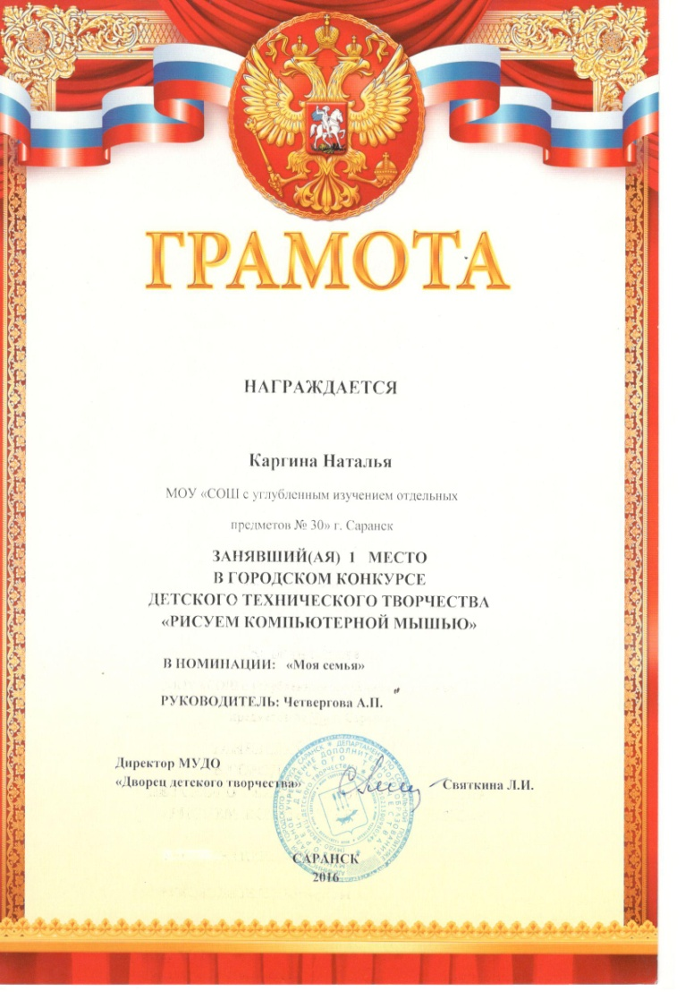 ГРАМОТА
НАГРАЖДАЕТСЯ
Каргина Наталья
МОУ «СОШ с углубленным изучением отдельных
предметов № 30» г. Саранск
ЗАНЯВШИЙ(АЯ) 1 МЕСТО
В ГОРОДСКОМ КОНКУРСЕ
ДЕТСКОГО ТЕХНИЧЕСКОГО ТВОРЧЕСТВА
«РИСУЕМ КОМПЬЮТЕРНОЙ МЫШЬЮ»
В НОМИНАЦИИ: «Моя семья»
РУКОВОДИТЕЛЬ: Четвергова А.П.
Директор МУДО
«Дворец детского творчества» Святкина Л.И.
САРАНСК
2016